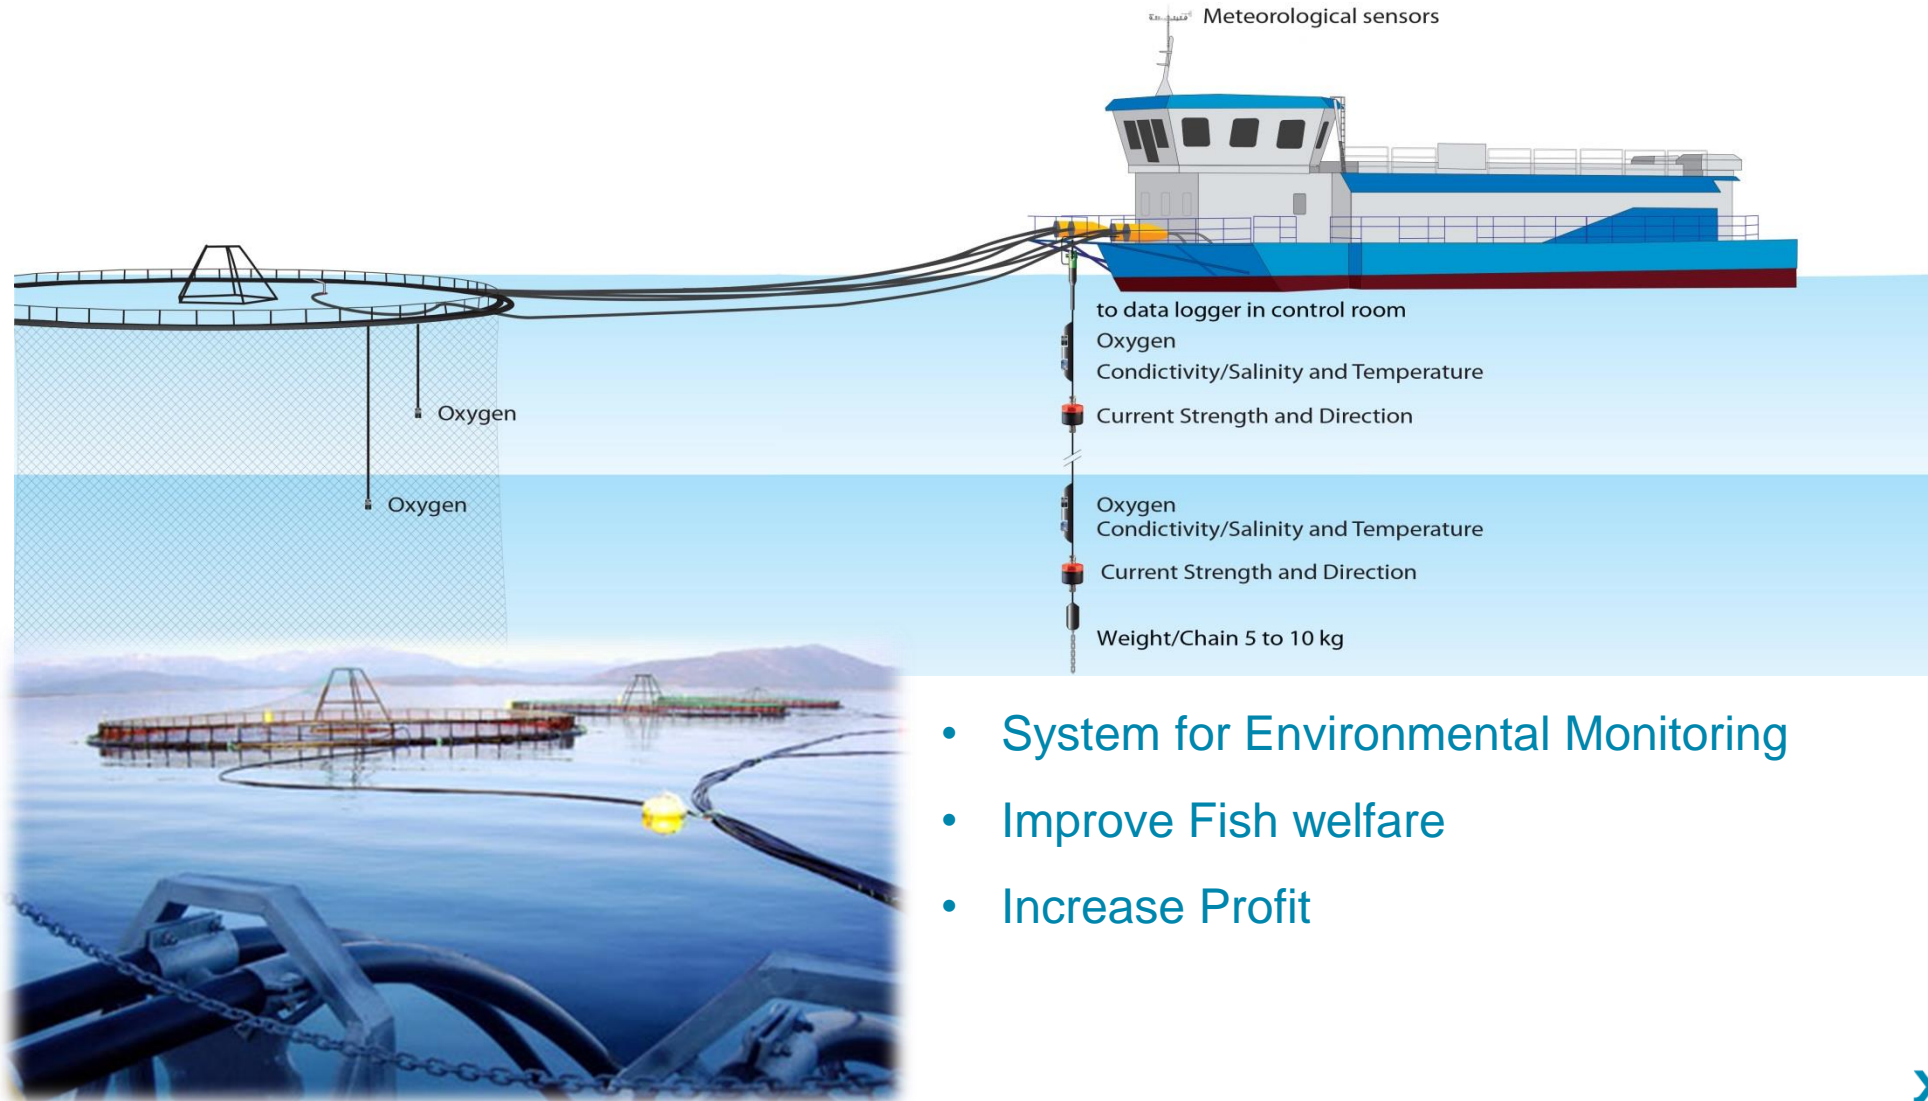 Meteorological sensors
to data logger in control room
Oxygen
Condictivity/Salinity and Temperature
Oxygen
Current Strength and Direction
Oxygen
Oxygen
Condictivity/Salinity and Temperature
Current Strength and Direction
Weight/Chain 5 to 10 kg
• System for Environmental Monitoring
• Improve Fish welfare
• Increase Profit